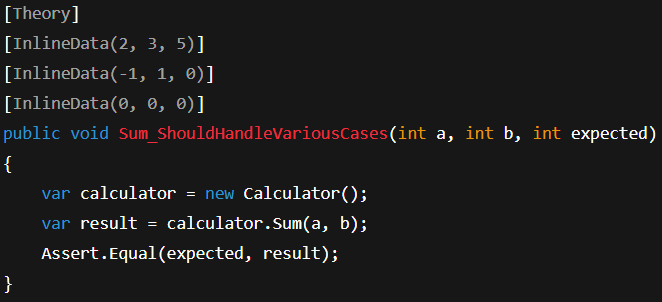 [Theory]
[InlineData(2, 3, 5)]
[InlineData(-1, 1, 0)]
[InlineData(0, 0, 0)]
public void Sum_ShouldHandleVariousCases(int a, int b, int expected)
{
    var calculator = new Calculator();
    var result = calculator.Sum(a, b);
    Assert.Equal(expected, result);
}